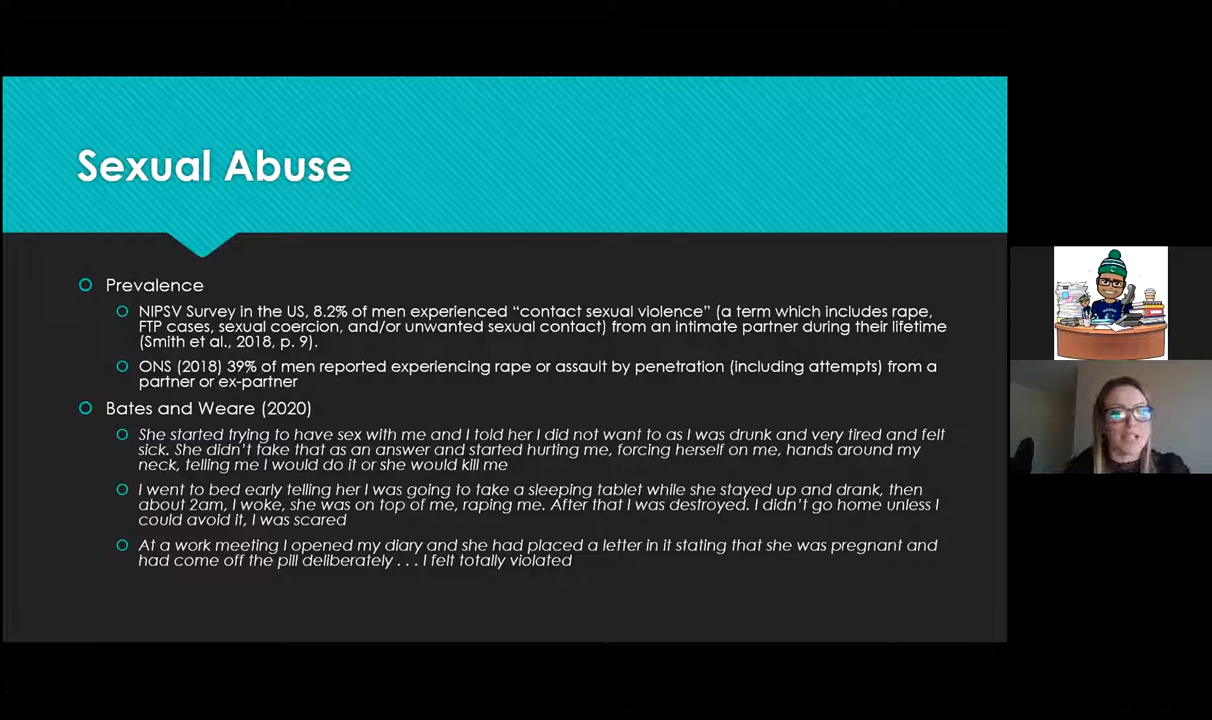 Sexual Abuse
Prevalence
NIPSV Survey in the US, 8.2% of men experienced “contact sexual violence” (a term which includes rape,
FTP cases, sexual coercion, and/or unwanted sexual contact) from an intimate partner during their lifetime
(Smith et al., 2018, p. 9).
ONS (2018) 39% of men reported experiencing rape or assault by penetration (including attempts) from a
partner or ex-partner
Bates and Weare (2020)
She started trying to have sex with me and I told her I did not want to as I was drunk and very tired and felt
sick. She didn’t take that as an answer and started hurting me, forcing herself on me, hands around my
neck, telling me I would do it or she would kill me
I went to bed early telling her I was going to take a sleeping tablet while she stayed up and drank, then
about 2am, I woke, she was on top of me, raping me. After that I was destroyed. I didn’t go home unless I
could avoid it, I was scared
At a work meeting I opened my diary and she had placed a letter in it stating that she was pregnant and
had come off the pill deliberately . . . I felt totally violated